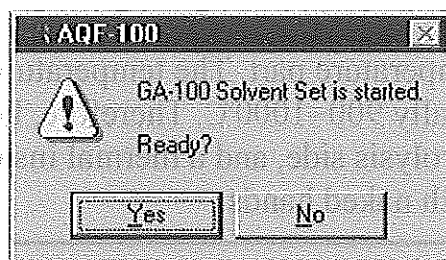 AQF-100
GA-100 Solvent Set is started.
Ready?
Yes
No